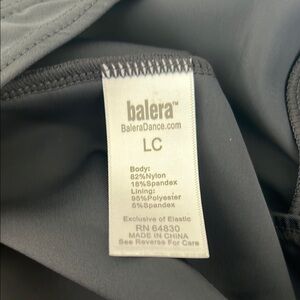 balera™
BaleraDance.com
LC
Body:
82%Nylon
18%Spandex
Lining:
95%Polyester
5%Spandex
Exclusive of Elastic
RN 64830
MADE IN CHINA
See Reverse For Care